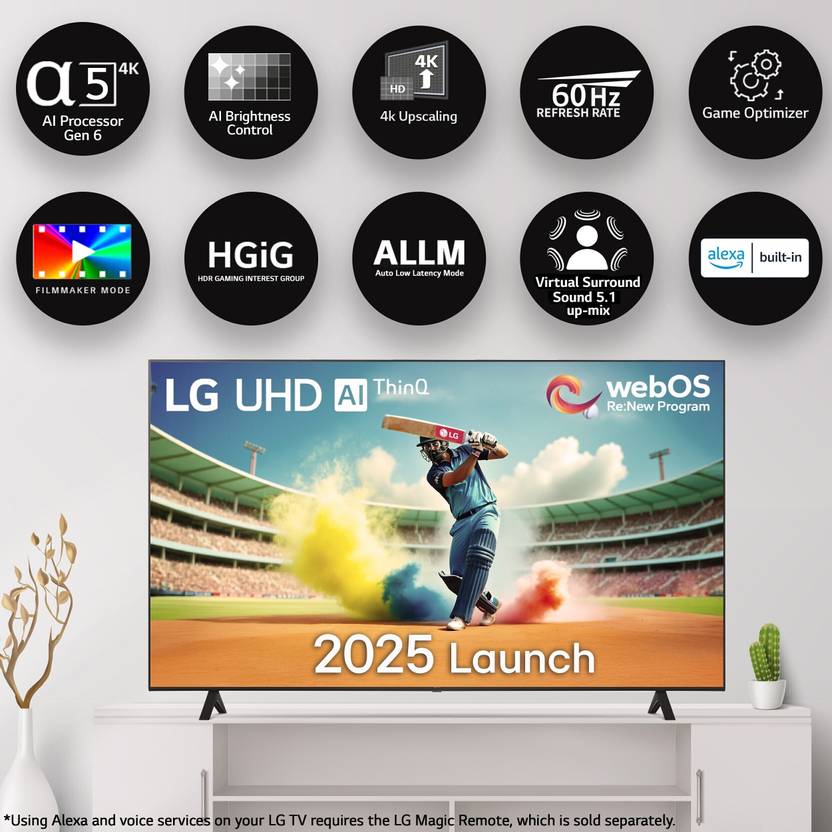 α5 4K
AI Processor
Gen 6
AI Brightness
Control
HD 4K
4k Upscaling
60Hz
REFRESH RATE
Game Optimizer
FILMMAKER MODE
HGiG
HDR GAMING INTEREST GROUP
ALLM
Auto Low Latency Mode
Virtual Surround
Sound 5.1
up-mix
alexa | built-in
LG UHD AI ThinQ
webOS
Re:New Program
LG
2025 Launch
*Using Alexa and voice services on your LG TV requires the LG Magic Remote, which is sold separately.